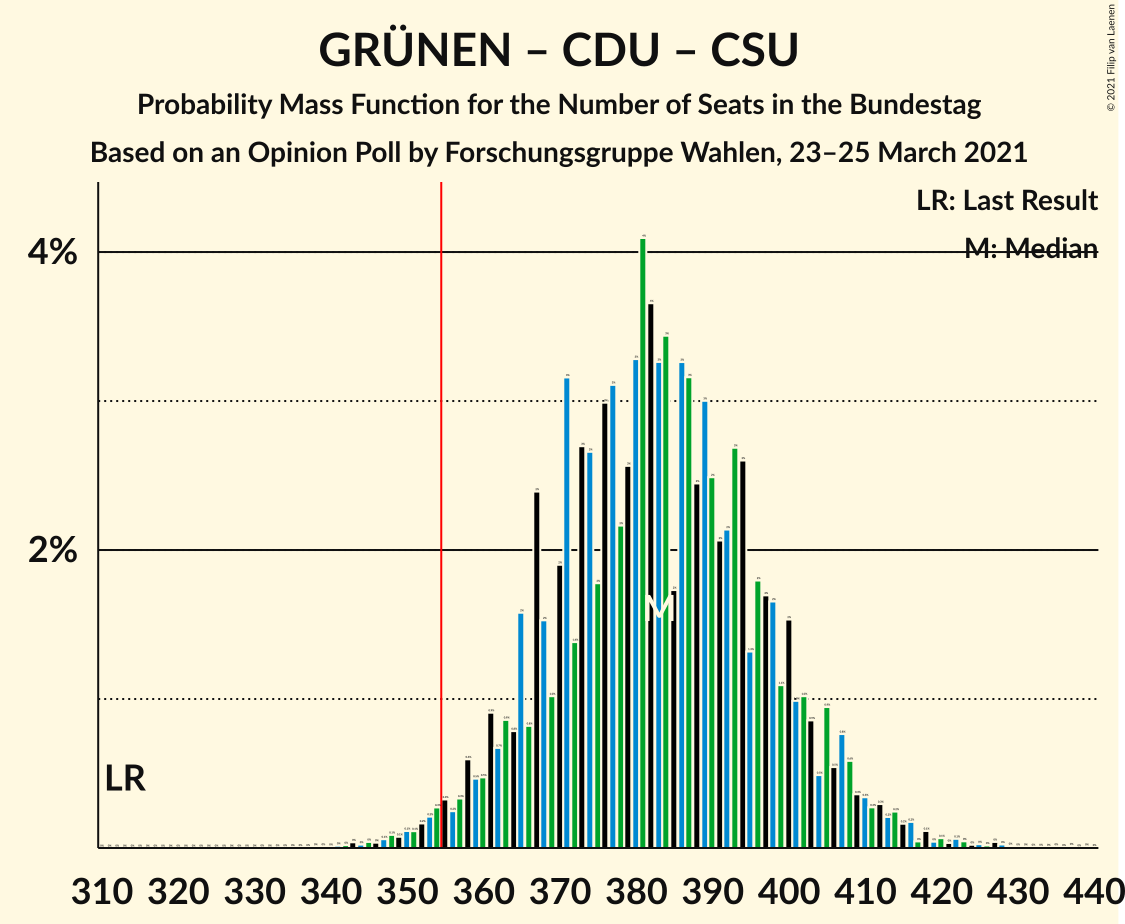 GRÜNEN – CDU – CSU
Probability Mass Function for the Number of Seats in the Bundestag
Based on an Opinion Poll by Forschungsgruppe Wahlen, 23–25 March 2021
© 2021 Filip van Laenen
LR: Last Result
M: Median
4%
2%
M
LR
310 320 330 340 350 360 370 380 390 400 410 420 430 440